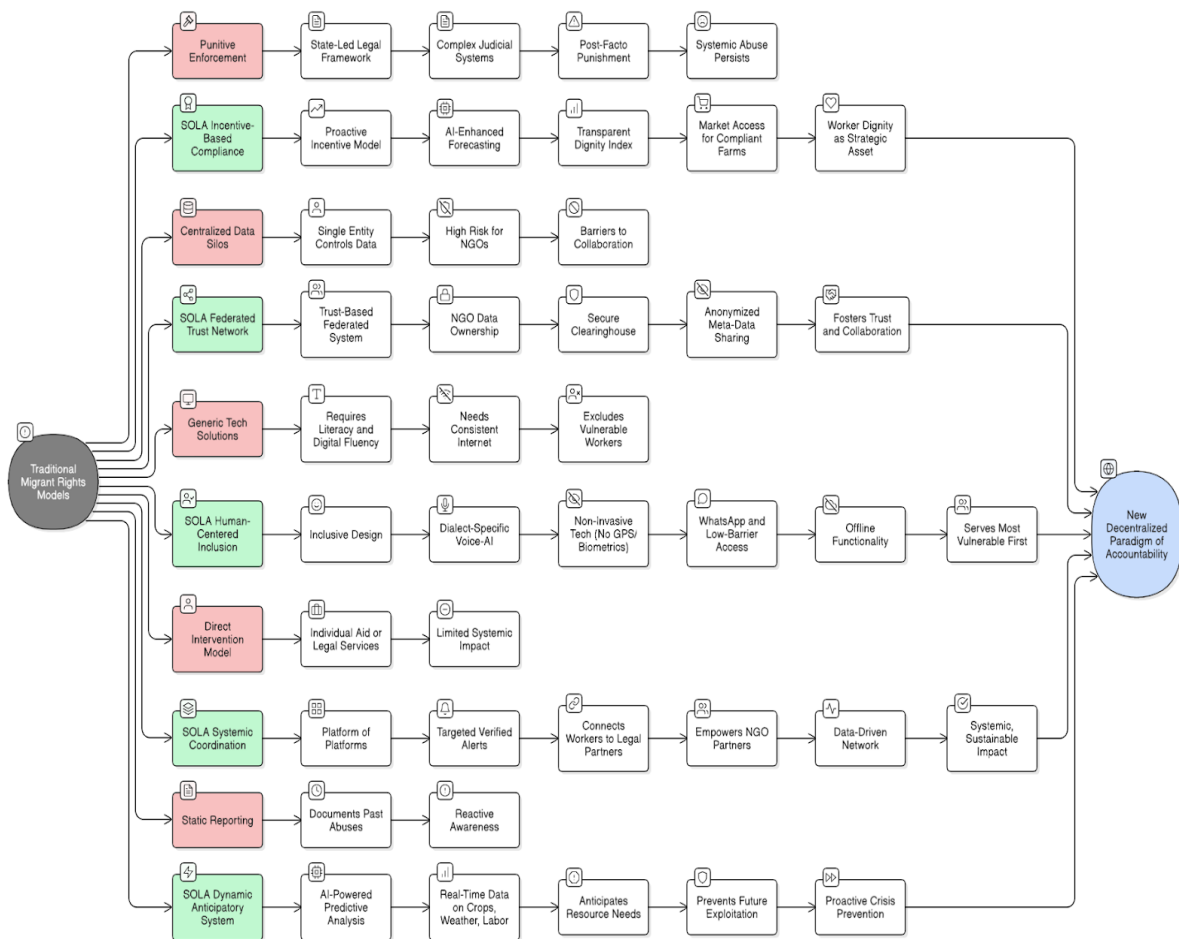 Punitive
Enforcement
State-Led Legal
Framework
Complex Judicial
Systems
Post-Facto
Punishment
Systemic Abuse
Persists
SOLA Incentive-
Based
Compliance
Proactive
Incentive Model
AI-Enhanced
Forecasting
Transparent
Dignity Index
Market Access
for Compliant
Farms
Worker Dignity
as Strategic
Asset
Centralized Data
Silos
Single Entity
Controls Data
High Risk for
NGOs
Barriers to
Collaboration
SOLA Federated
Trust Network
Trust-Based
Federated
System
NGO Data
Ownership
Secure
Clearinghouse
Anonymized
Meta-Data
Sharing
Fosters Trust
and Collaboration
Generic Tech
Solutions
Requires
Literacy and
Digital Fluency
Needs
Consistent
Internet
Excludes
Vulnerable
Workers
Traditional
Migrant Rights
Models
SOLA Human-
Centered
Inclusion
Inclusive Design
Dialect-Specific
Voice-AI
Non-Invasive
Tech (No GPS/
Biometrics)
WhatsApp and
Low-Barrier
Access
Offline
Functionality
Serves Most
Vulnerable First
New
Decentralized
Paradigm of
Accountability
Direct
Intervention
Model
Individual Aid or
Legal Services
Limited Systemic
Impact
SOLA Systemic
Coordination
Platform of
Platforms
Targeted Verified
Alerts
Connects
Workers to Legal
Partners
Empowers NGO
Partners
Data-Driven
Network
Systemic,
Sustainable
Impact
Static Reporting
Documents Past
Abuses
Reactive
Awareness
SOLA Dynamic
Anticipatory
System
AI-Powered
Predictive
Analysis
Real-Time Data
on Crops,
Weather, Labor
Anticipates
Resource Needs
Prevents Future
Exploitation
Proactive Crisis
Prevention